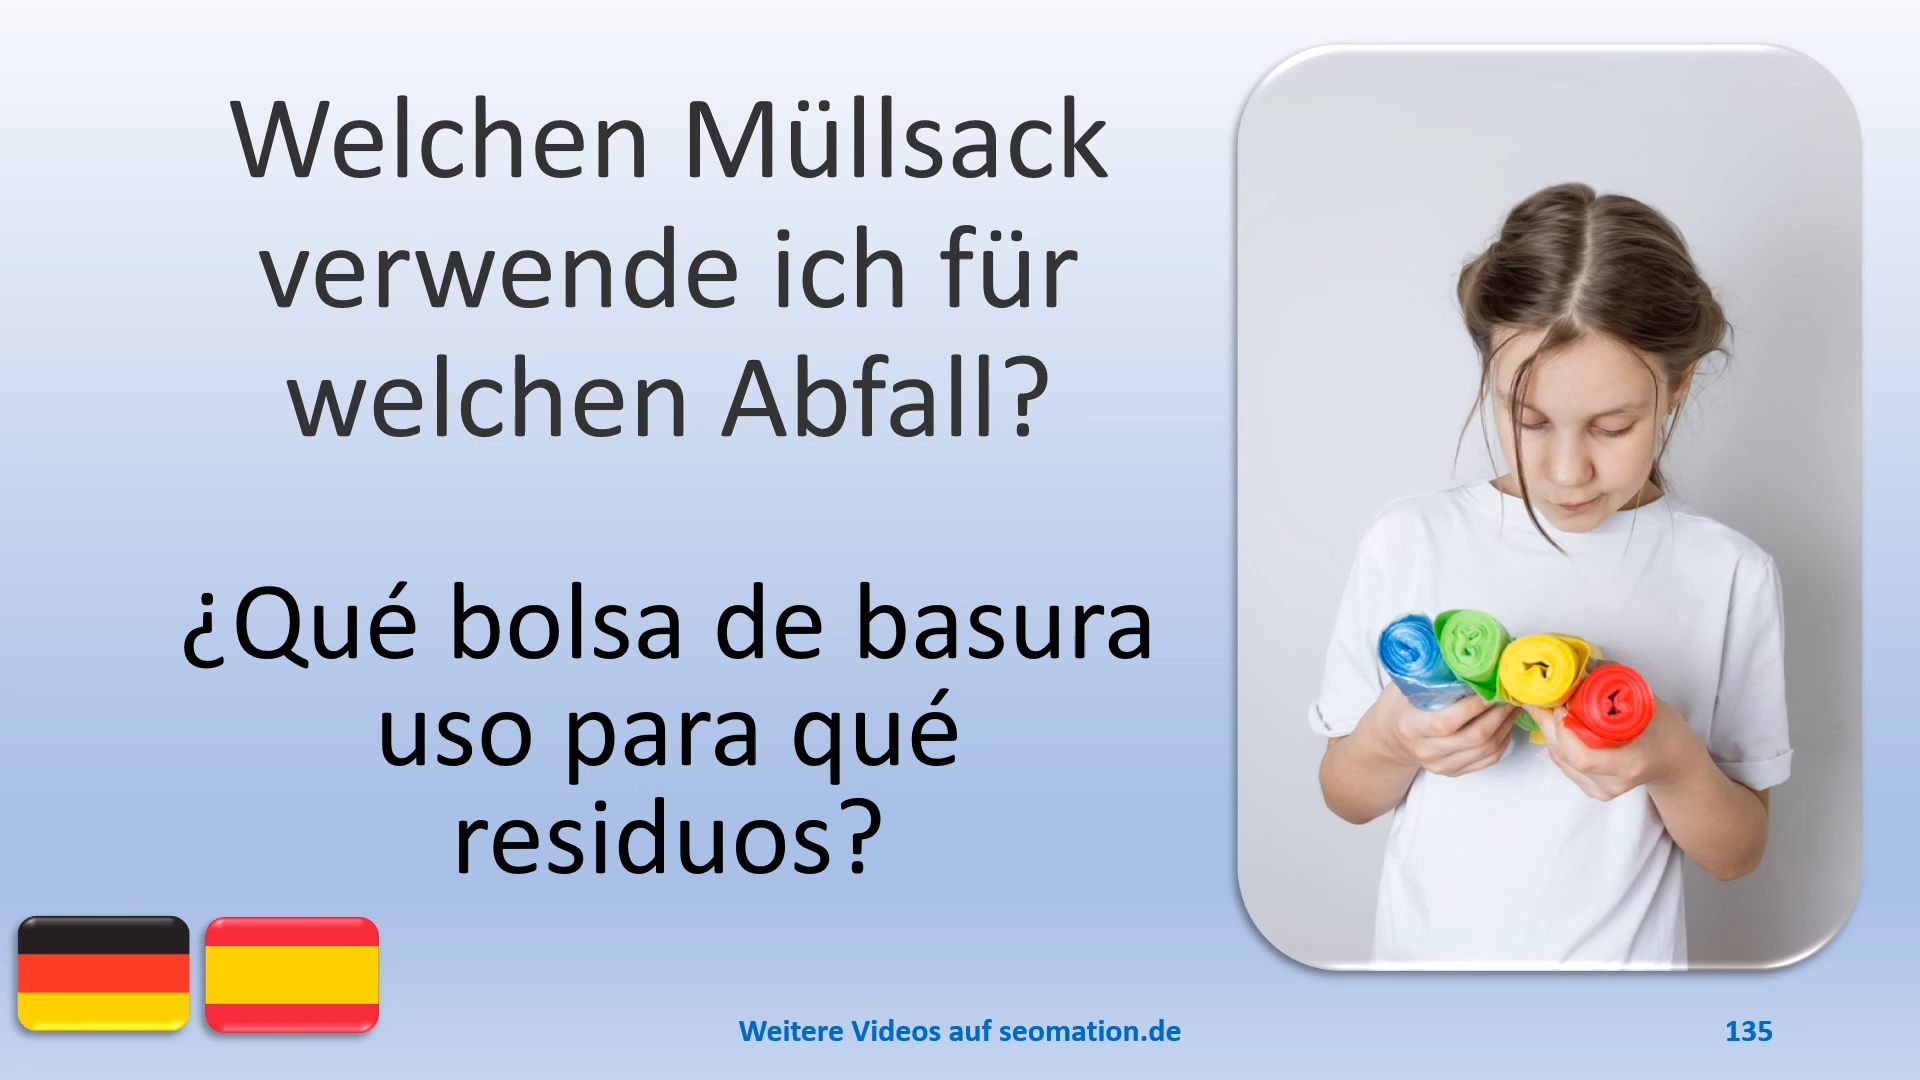 Welchen Müllsack
verwende ich für
welchen Abfall?
¿Qué bolsa de basura
uso para qué
residuos?
Weitere Videos auf seomation.de
135